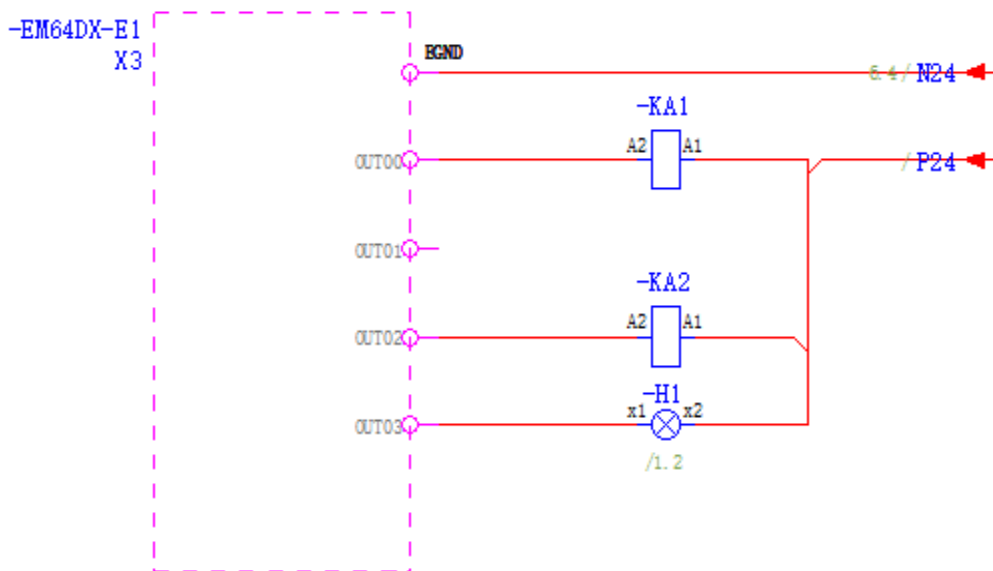 -EM64DX-E1
X3
EGND
6.4/ N24
-KA1
A2 A1
OUT00
/ P24
OUT01
-KA2
A2 A1
OUT02
-H1
x1 x2
OUT03
/1.2